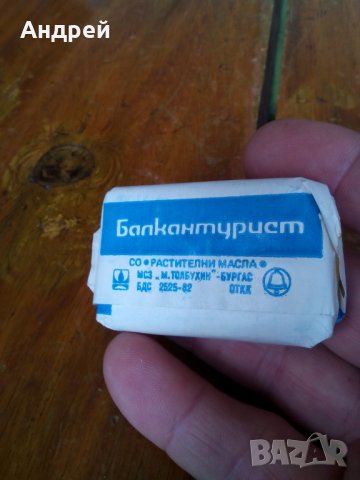 Андрей
Балкантурист
СО • РАСТИТЕЛНИ МАСЛА •
МСЗ „М.ТОЛБУХИН"-БУРГАС
БДС 2525-82 ОТКК
BAZAR